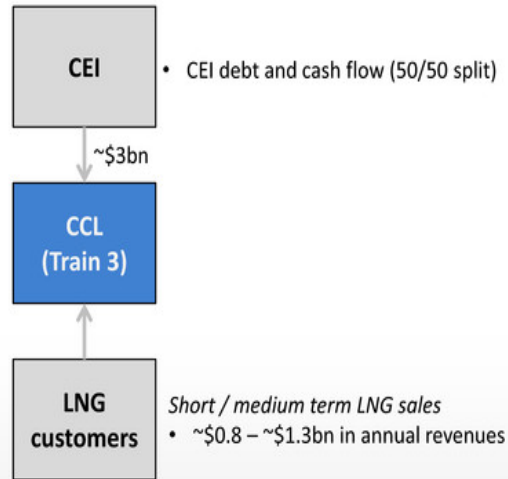 CEI
• CEI debt and cash flow (50/50 split)
~$3bn
CCL
(Train 3)
LNG
customers
Short / medium term LNG sales
• ~$0.8 – ~$1.3bn in annual revenues